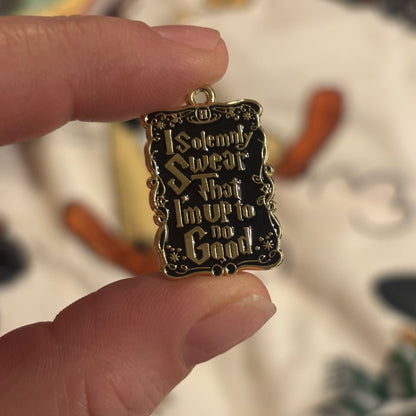 I Solemnly
Swear
That
I'm up to
no
Good